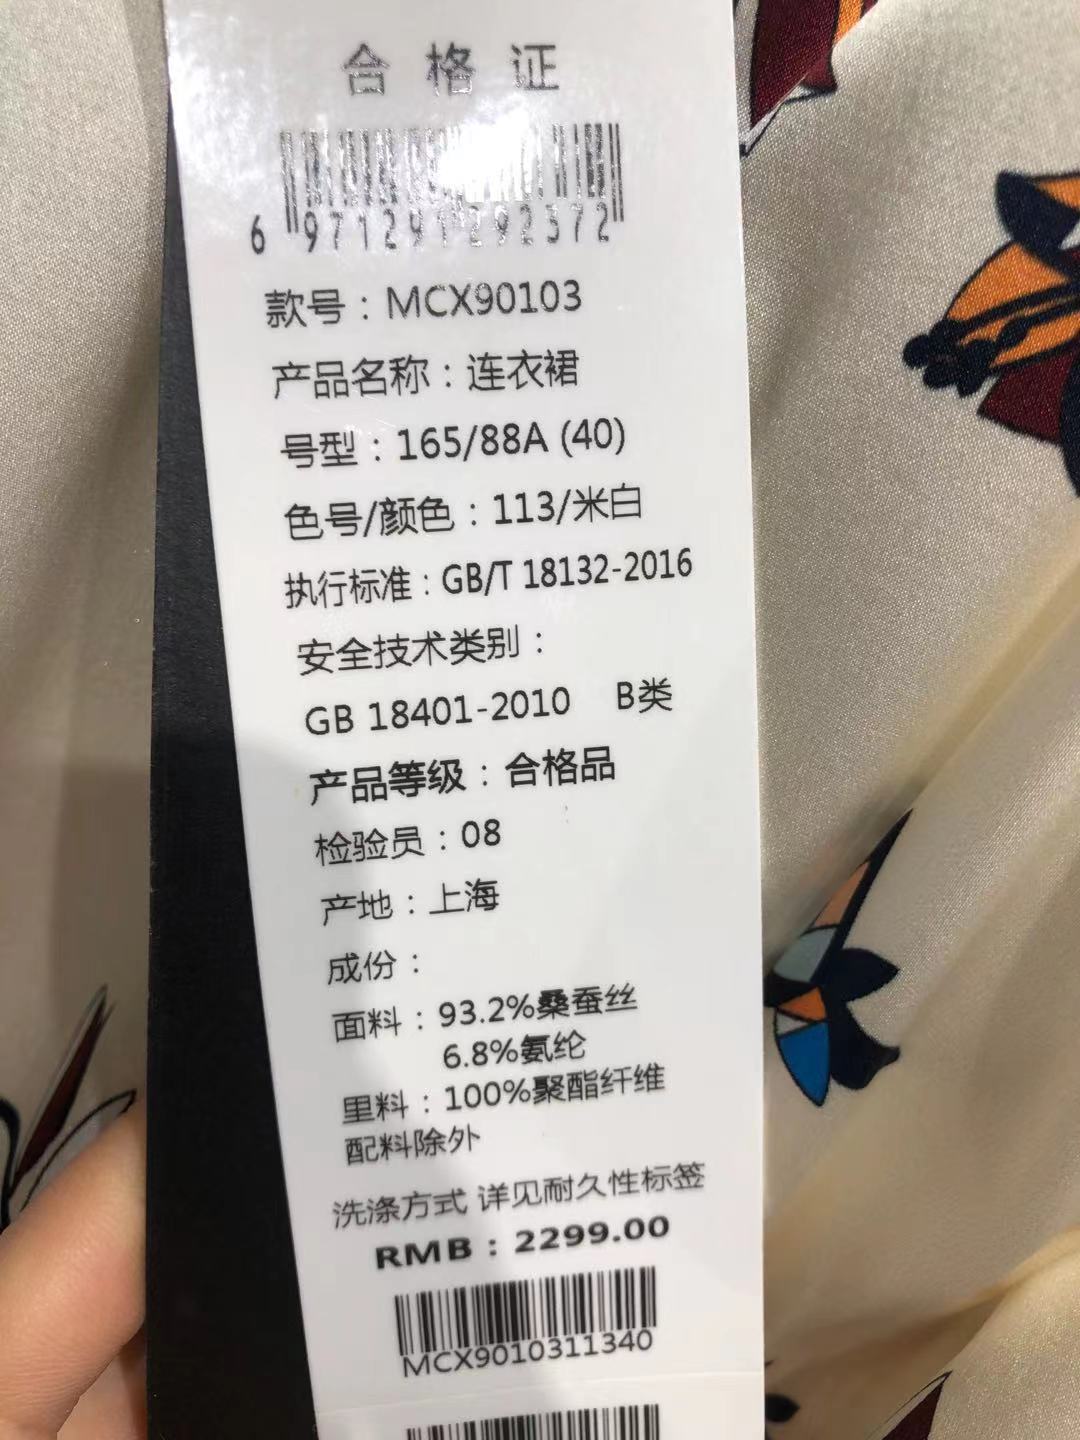 合格证
6 971291292372
款号：MCX90103
产品名称：连衣裙
号型：165/88A (40)
色号/颜色：113/米白
执行标准：GB/T 18132-2016
安全技术类别：
GB 18401-2010 B类
产品等级：合格品
检验员：08
产地：上海
成份：
面料：93.2%桑蚕丝
6.8%氨纶
里料：100%聚酯纤维
配料除外
洗涤方式 详见耐久性标签
RMB：2299.00
MCX9010311340